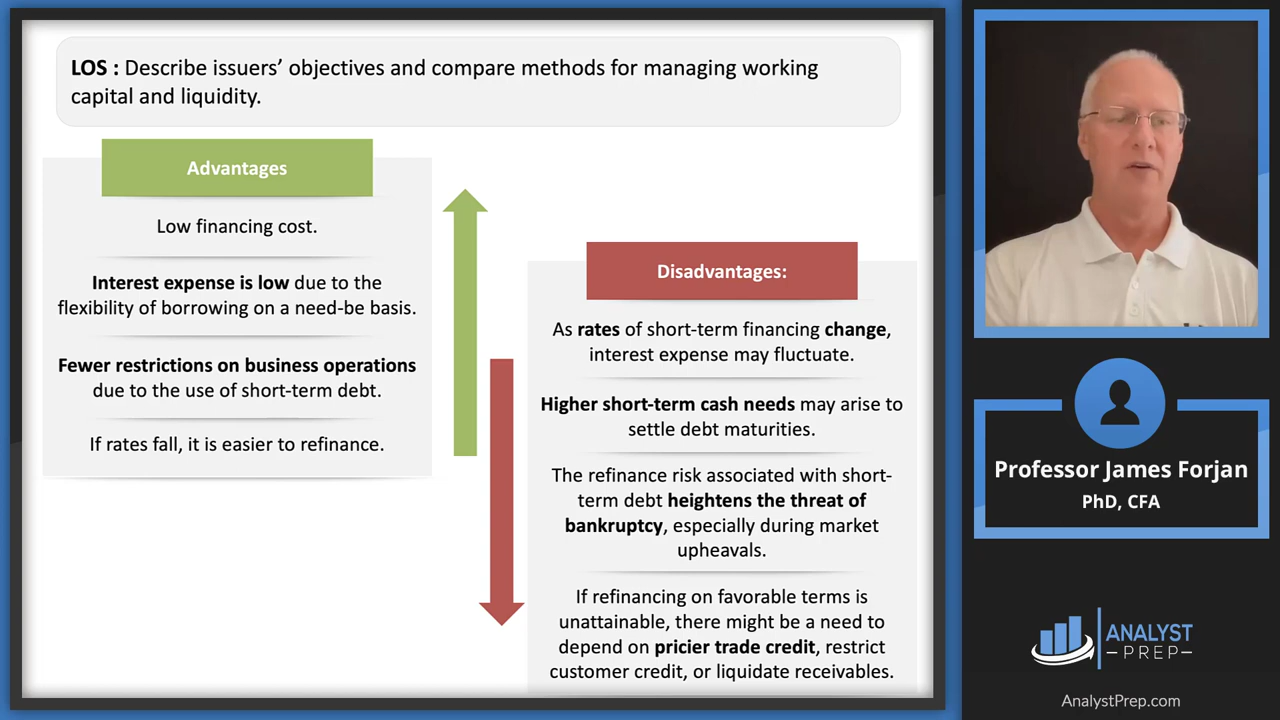 LOS : Describe issuers’ objectives and compare methods for managing working
capital and liquidity.
Advantages
Low financing cost.
Interest expense is low due to the
flexibility of borrowing on a need-be basis.
Fewer restrictions on business operations
due to the use of short-term debt.
If rates fall, it is easier to refinance.
Disadvantages:
As rates of short-term financing change,
interest expense may fluctuate.
Higher short-term cash needs may arise to
settle debt maturities.
The refinance risk associated with short-
term debt heightens the threat of
bankruptcy, especially during market
upheavals.
If refinancing on favorable terms is
unattainable, there might be a need to
depend on pricier trade credit, restrict
customer credit, or liquidate receivables.
Professor James Forjan
PhD, CFA
ANALYST
—PREP—
AnalystPrep.com